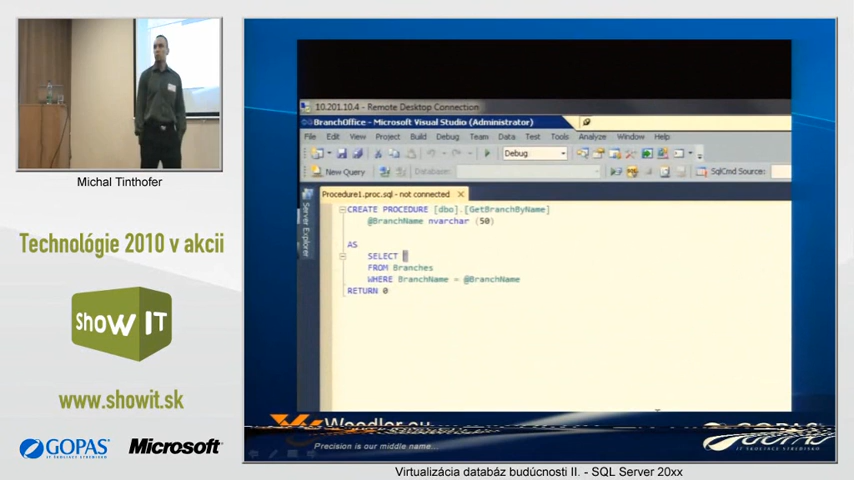 10.201.10.4 - Remote Desktop Connection
BranchOffice - Microsoft Visual Studio (Administrator)
File Edit View Project Build Debug Team Data Test Tools Analyze Window Help
Debug
New Query Database: SqlCmd Source:
Procedure1.proc.sql - not connected
Server Explorer
CREATE PROCEDURE [dbo].[GetBranchByName]
@BranchName nvarchar (50)
AS
SELECT
FROM Branches
WHERE BranchName = @BranchName
RETURN 0
Precision is our middle name...
GOPAS
Michal Tinthofer
Technológie 2010 v akcii
Show IT
www.showit.sk
GOPAS
Microsoft
Virtualizácia databáz budúcnosti II. - SQL Server 20xx